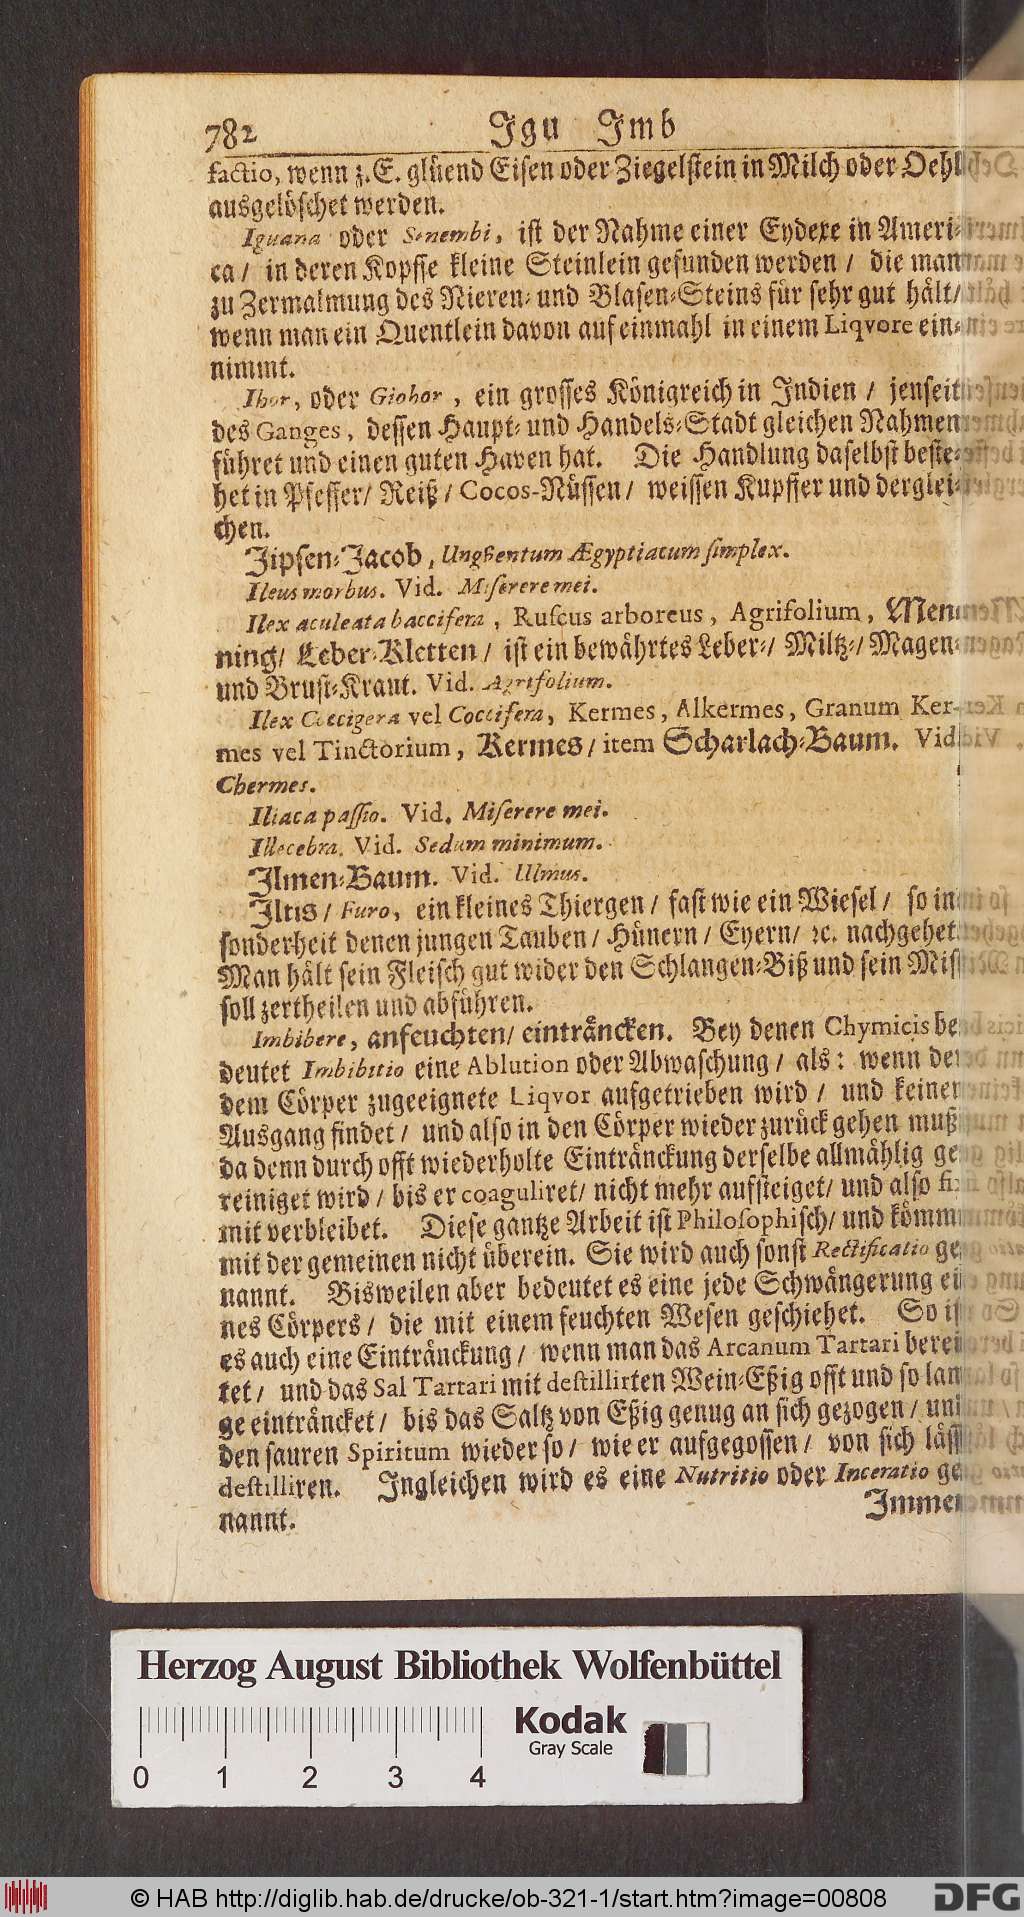 782 Igu Imb
factio, wenn z. E. glüend Eisen oder Ziegelstein in Milch oder Oehl
ausgelöschet werden.
Iguana oder Senembi, ist der Nahme einer Eydexe in Ameri-
ca / in deren Kopffe kleine Steinlein gefunden werden / die man
zu Zermalmung des Nieren- und Blasen-Steins für sehr gut hält/
wenn man ein Quentlein davon auf einmahl in einem Liqvore ein-
nimmt.
Ihor, oder Giohor, ein grosses Königreich in Indien / jenseit
des Ganges, dessen Haupt- und Handels-Stadt gleichen Nahmen
führet und einen guten Haven hat. Die Handlung daselbst beste-
het in Pfeffer/ Reiß/ Cocos-Nüssen/ weissen Kupffer und derglei-
chen.
Jipsen-Jacob, Unguentum Ægyptiacum simplex.
Ileus morbus. Vid. Miserere mei.
Ilex aculeata baccifera, Ruscus arboreus, Agrifolium, Men-
ning/ Leber-Kletten / ist ein bewährtes Leber-/ Miltz-/ Magen-
und Brust-Kraut. Vid. Agrifolium.
Ilex Coccigera vel Coccifera, Kermes, Alkermes, Granum Ker-
mes vel Tinctorium, Kermes / item Scharlach-Baum. Vid.
Chermes.
Iliaca passio. Vid. Miserere mei.
Illecebra. Vid. Sedum minimum.
Ilmen-Baum. Vid. Ulmus.
Iltis / Furo, ein kleines Thiergen / fast wie ein Wiesel / so in
sonderheit denen jungen Tauben / Hünern / Eyern/ ꝛc. nachgehet
Man hält sein Fleisch gut wider den Schlangen-Biß und sein Mist
soll zertheilen und abführen.
Imbibere, anfeuchten/ einträncken. Bey denen Chymicis be
deutet Imbibitio eine Ablution oder Abwaschung / als: wenn der
dem Cörper zugeeignete Liqvor aufgetrieben wird / und keinen
Ausgang findet / und also in den Cörper wieder zurück gehen muß
da denn durch offt wiederholte Einträнckung derselbe allmählig ge
reiniget wird / bis er coaguliret/ nicht mehr aufsteiget/ und also
mit verbleibet. Diese gantze Arbeit ist Philosophisch/ und kömm
mit der gemeinen nicht überein. Sie wird auch sonst Rectificatio ge
nannt. Bisweilen aber bedeutet es eine jede Schwängerung ei
nes Cörpers / die mit einem feuchten Wesen geschiehet. So ist
es auch eine Einträнckung / wenn man das Arcanum Tartari berei
tet / und das Sal Tartari mit destillirten Wein-Eßig offt und so lan
ge einträncket / bis das Saltz von Eßig genug an sich gezogen / und
den sauren Spiritum wieder so / wie er aufgegossen / von sich läss
destilliren. Ingleichen wird es eine Nutritio oder Inceratio ge
nannt.
Immer
Herzog August Bibliothek Wolfenbüttel
Kodak
Gray Scale
0 1 2 3 4
© HAB http://diglib.hab.de/drucke/ob-321-1/start.htm?image=00808
DFG